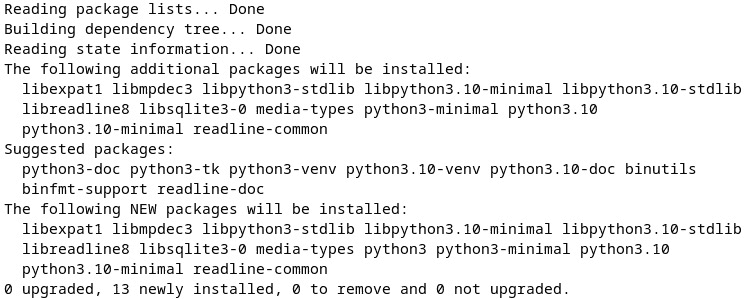 Reading package lists... Done
Building dependency tree... Done
Reading state information... Done
The following additional packages will be installed:
  libexpat1 libmpdec3 libpython3-stdlib libpython3.10-minimal libpython3.10-stdlib
  libreadline8 libsqlite3-0 media-types python3-minimal python3.10
  python3.10-minimal readline-common
Suggested packages:
  python3-doc python3-tk python3-venv python3.10-venv python3.10-doc binutils
  binfmt-support readline-doc
The following NEW packages will be installed:
  libexpat1 libmpdec3 libpython3-stdlib libpython3.10-minimal libpython3.10-stdlib
  libreadline8 libsqlite3-0 media-types python3 python3-minimal python3.10
  python3.10-minimal readline-common
0 upgraded, 13 newly installed, 0 to remove and 0 not upgraded.